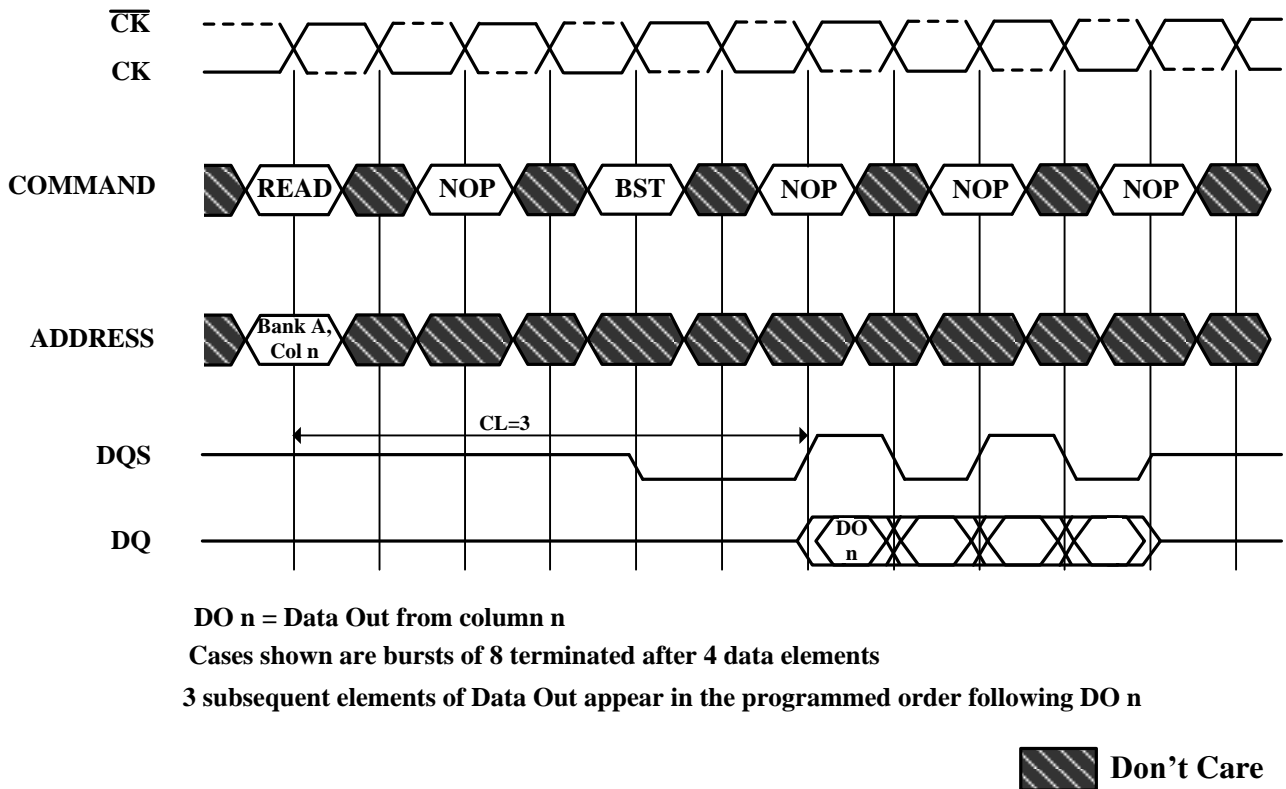 CK
CK
COMMAND READ NOP BST NOP NOP NOP
ADDRESS Bank A,
Col n
CL=3
DQS
DQ DO
n
DO n = Data Out from column n
Cases shown are bursts of 8 terminated after 4 data elements
3 subsequent elements of Data Out appear in the programmed order following DO n
Don't Care